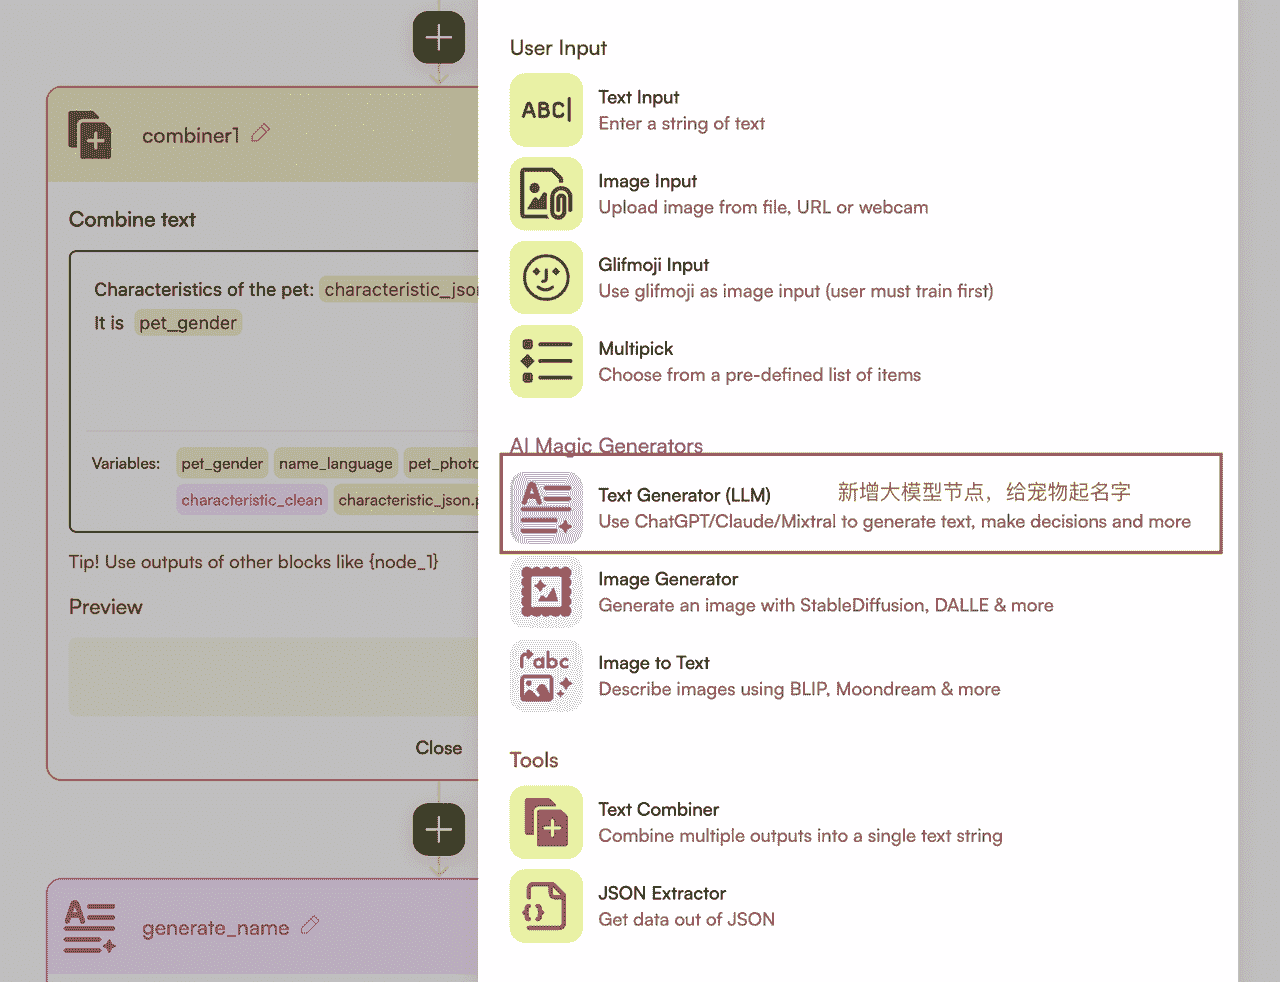 combiner1
Combine text
Characteristics of the pet: characteristic_jso
It is pet_gender
Variables: pet_gender name_language pet_photo
characteristic_clean characteristic_json.p
Tip! Use outputs of other blocks like {node_1}
Preview
Close
generate_name
User Input
ABC
Text Input
Enter a string of text
Image Input
Upload image from file, URL or webcam
Glifmoji Input
Use glifmoji as image input (user must train first)
Multipick
Choose from a pre-defined list of items
AI Magic Generators
A
Text Generator (LLM) 新增大模型节点，给宠物起名字
Use ChatGPT/Claude/Mixtral to generate text, make decisions and more
Image Generator
Generate an image with StableDiffusion, DALLE & more
abc
Image to Text
Describe images using BLIP, Moondream & more
Tools
Text Combiner
Combine multiple outputs into a single text string
{}
JSON Extractor
Get data out of JSON